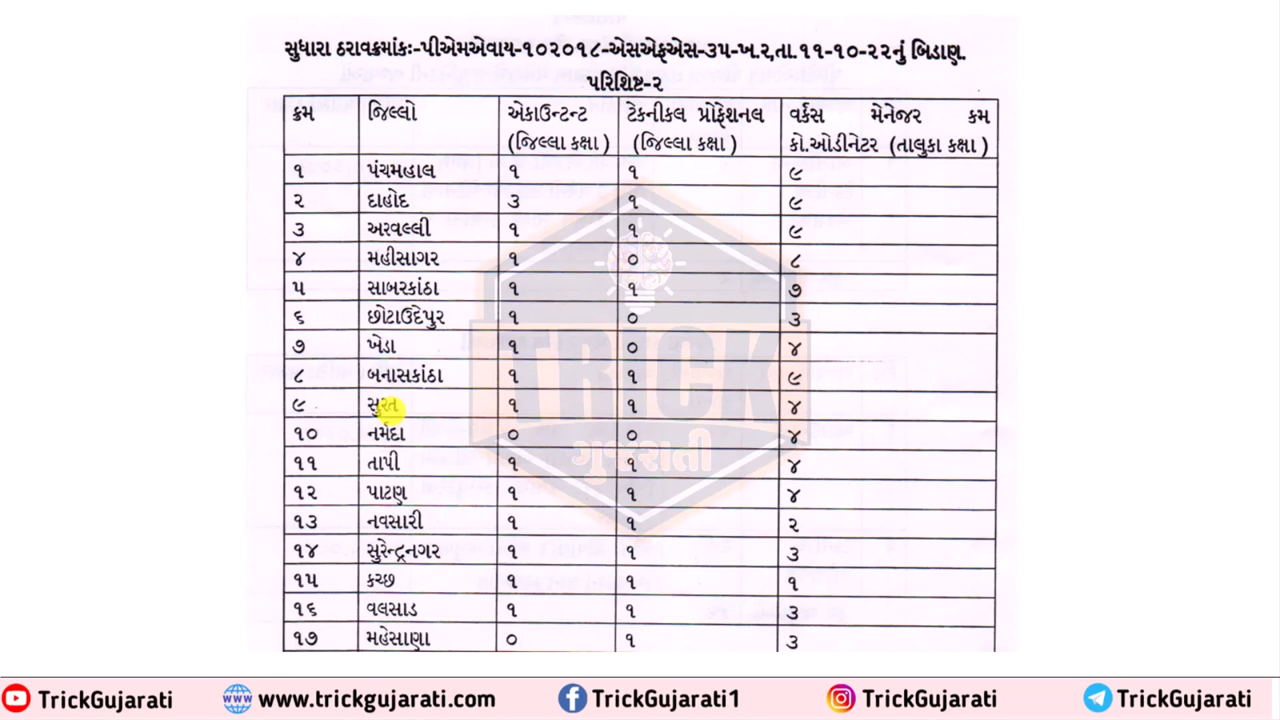 સુધારા ઠરાવક્રમાંકઃ-પીએમએવાય-૧૦૨૦૧૮-એસએફએસ-૩૫-ખ.૨,તા.૧૧-૧૦-૨૨નું બિડાણ.
પરિશિષ્ટ-૨
ક્રમ જિલ્લો એકાઉન્ટન્ટ (જિલ્લા કક્ષા) ટેકનીકલ પ્રોફેશનલ (જિલ્લા કક્ષા) વર્કસ મેનેજર કમ કો.ઓડીનેટર (તાલુકા કક્ષા)
૧ પંચમહાલ ૧ ૧ ૯
૨ દાહોદ ૩ ૧ ૯
૩ અરવલ્લી ૧ ૧ ૯
૪ મહીસાગર ૧ ૦ ૮
૫ સાબરકાંઠા ૧ ૧ ૭
૬ છોટાઉદેપુર ૧ ૦ ૩
૭ ખેડા ૧ ૦ ૪
૮ બનાસકાંઠા ૧ ૧ ૯
૯ સુરત ૧ ૧ ૪
૧૦ નર્મદા ૦ ૦ ૪
૧૧ તાપી ૧ ૧ ૪
૧૨ પાટણ ૧ ૧ ૪
૧૩ નવસારી ૧ ૧ ૨
૧૪ સુરેન્દ્રનગર ૧ ૧ ૩
૧૫ કચ્છ ૧ ૧ ૧
૧૬ વલસાડ ૧ ૧ ૩
૧૭ મહેસાણા ૦ ૧ ૩
TRICK
ગુજરાતી
TrickGujarati www.trickgujarati.com TrickGujarati1 TrickGujarati TrickGujarati